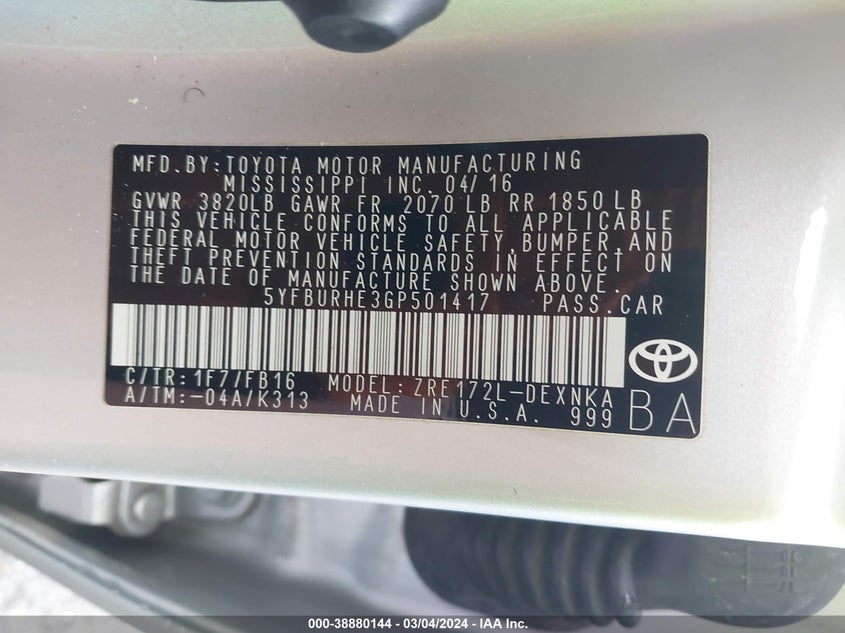 MFD.BY:TOYOTA MOTOR MANUFACTURING
MISSISSIPPI INC. 04/16
GVWR 3820LB GAWR FR 2070 LB RR 1850 LB
THIS VEHICLE CONFORMS TO ALL APPLICABLE
FEDERAL MOTOR VEHICLE SAFETY,BUMPER,AND
THEFT PREVENTION STANDARDS IN EFFECT ON
THE DATE OF MANUFACTURE SHOWN ABOVE.
5YFBURHE3GP501417 PASS.CAR
C/TR:1F7/FB16 MODEL:ZRE172L-DEXNKA
A/TM:-04A/K313 MADE IN U.S.A. 999 BA
000-38880144 - 03/04/2024 - IAA Inc.